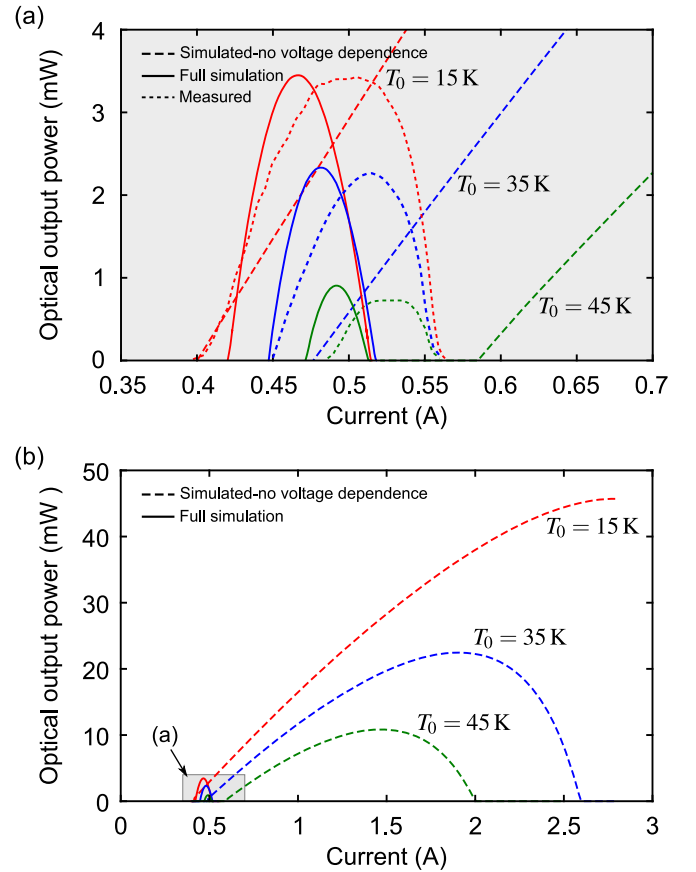 (a)
Optical output power (mW)
4
3
2
1
0
Simulated-no voltage dependence
Full simulation
Measured
T₀ = 15 K
T₀ = 35 K
T₀ = 45 K
0.35 0.4 0.45 0.5 0.55 0.6 0.65 0.7
Current (A)
(b)
Optical output power (mW )
50
40
30
20
10
0
Simulated-no voltage dependence
Full simulation
T₀ = 15 K
T₀ = 35 K
T₀ = 45 K
(a)
0 0.5 1 1.5 2 2.5 3
Current (A)